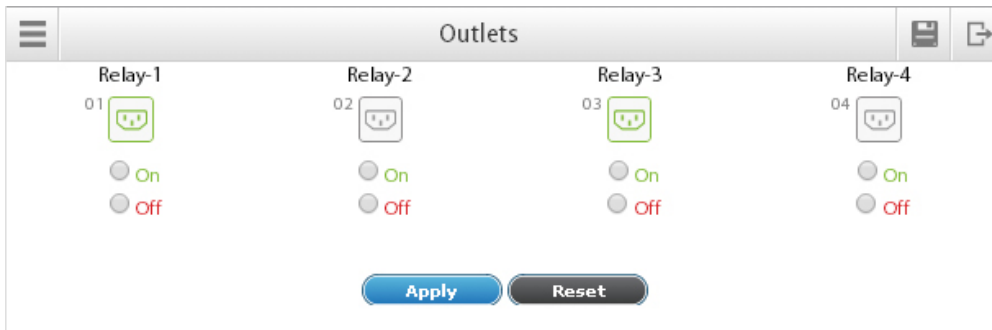 Outlets
Relay-1 Relay-2 Relay-3 Relay-4
01 02 03 04
On On On On
Off Off Off Off
Apply Reset